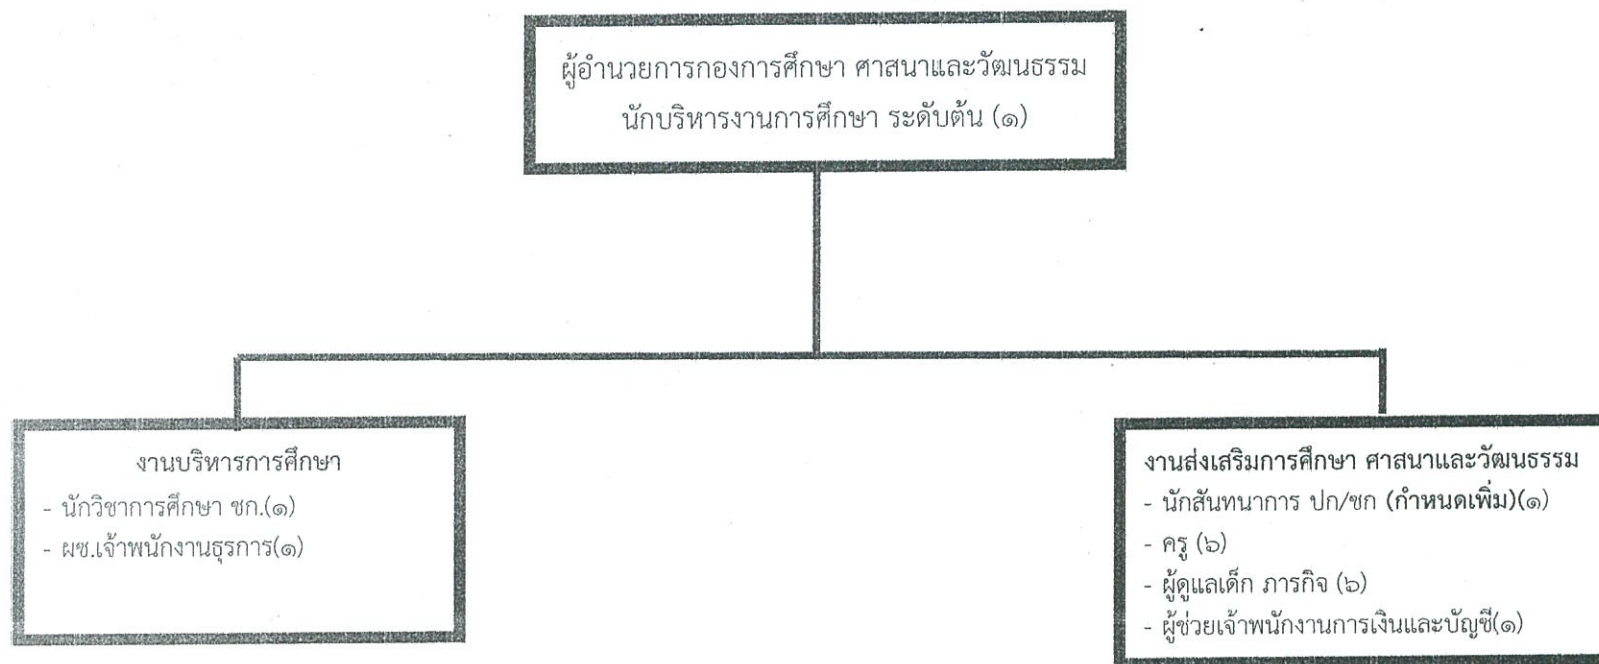 ผู้อำนวยการกองการศึกษา ศาสนาและวัฒนธรรม
นักบริหารงานการศึกษา ระดับต้น (๑)
งานบริหารการศึกษา
- นักวิชาการศึกษา ชก.(๑)
- ผช.เจ้าพนักงานธุรการ(๑)
งานส่งเสริมการศึกษา ศาสนาและวัฒนธรรม
- นักสันทนาการ ปก/ชก (กำหนดเพิ่ม)(๑)
- ครู (๖)
- ผู้ดูแลเด็ก ภารกิจ (๖)
- ผู้ช่วยเจ้าพนักงานการเงินและบัญชี(๑)